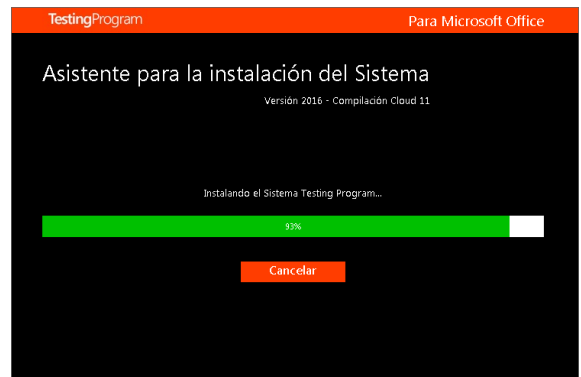 TestingProgram Para Microsoft Office
Asistente para la instalación del Sistema
Versión 2016 - Compilación Cloud 11
Instalando el Sistema Testing Program...
93%
Cancelar